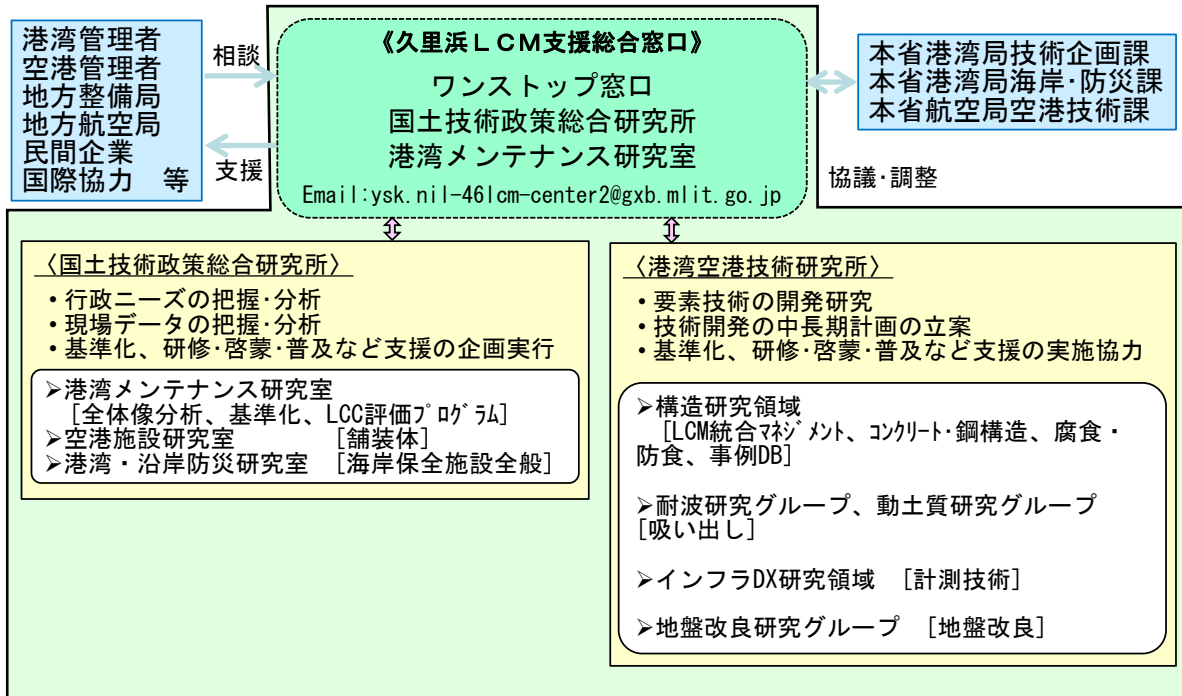 港湾管理者
空港管理者
地方整備局
地方航空局
民間企業
国際協力　等
相談
支援
《久里浜ＬＣＭ支援総合窓口》
ワンストップ窓口
国土技術政策総合研究所
港湾メンテナンス研究室
Email:ysk.nil-46lcm-center2@gxb.mlit.go.jp
本省港湾局技術企画課
本省港湾局海岸・防災課
本省航空局空港技術課
協議・調整
〈国土技術政策総合研究所〉
・行政ニーズの把握・分析
・現場データの把握・分析
・基準化、研修・啓蒙・普及など支援の企画実行
➢港湾メンテナンス研究室
[全体像分析、基準化、LCC評価ﾌﾟﾛｸﾞﾗﾑ]
➢空港施設研究室　　　　[舗装体]
➢港湾・沿岸防災研究室　[海岸保全施設全般]
〈港湾空港技術研究所〉
・要素技術の開発研究
・技術開発の中長期計画の立案
・基準化、研修・啓蒙・普及など支援の実施協力
➢構造研究領域
[LCM統合ﾏﾈｼﾞﾒﾝﾄ、ｺﾝｸﾘｰﾄ・鋼構造、腐食・
防食、事例DB]
➢耐波研究グループ、動土質研究グループ
[吸い出し]
➢インフラDX研究領域　[計測技術]
➢地盤改良研究グループ　[地盤改良]